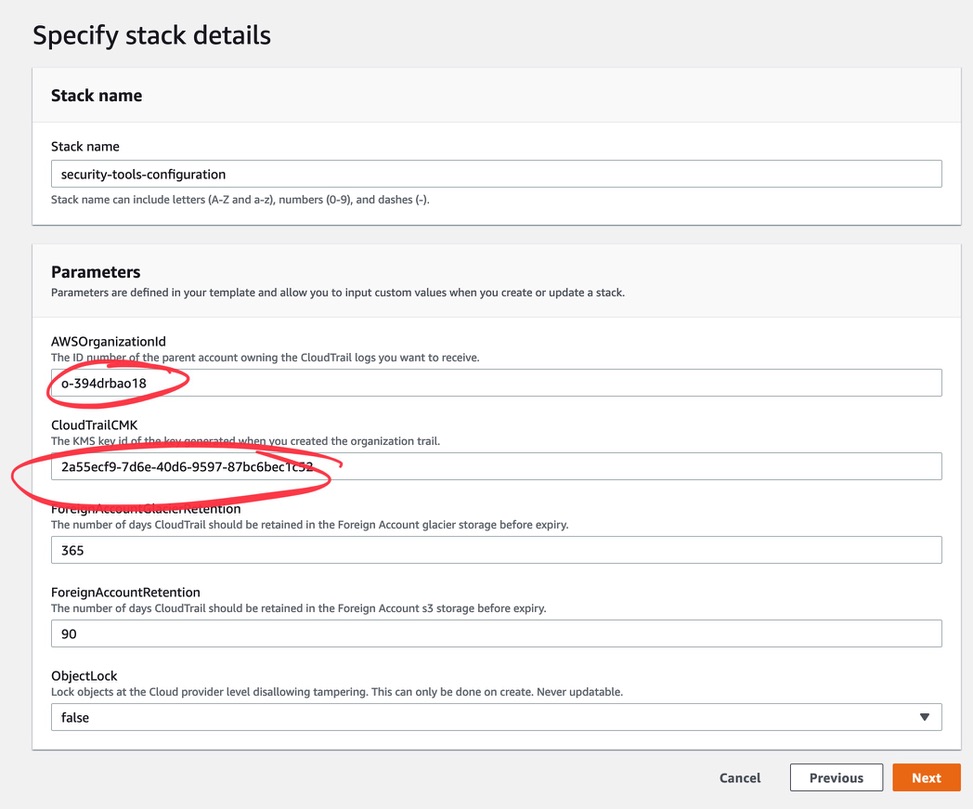 Specify stack details
Stack name
Stack name
security-tools-configuration
Stack name can include letters (A-Z and a-z), numbers (0-9), and dashes (-).
Parameters
Parameters are defined in your template and allow you to input custom values when you create or update a stack.
AWSOrganizationId
The ID number of the parent account owning the CloudTrail logs you want to receive.
o-394drbao18
CloudTrailCMK
The KMS key id of the key generated when you created the organization trail.
2a55ecf9-7d6e-40d6-9597-87bc6bec1c52
ForeignAccountGlacierRetention
The number of days CloudTrail should be retained in the Foreign Account glacier storage before expiry.
365
ForeignAccountRetention
The number of days CloudTrail should be retained in the Foreign Account s3 storage before expiry.
90
ObjectLock
Lock objects at the Cloud provider level disallowing tampering. This can only be done on create. Never updatable.
false
Cancel Previous Next